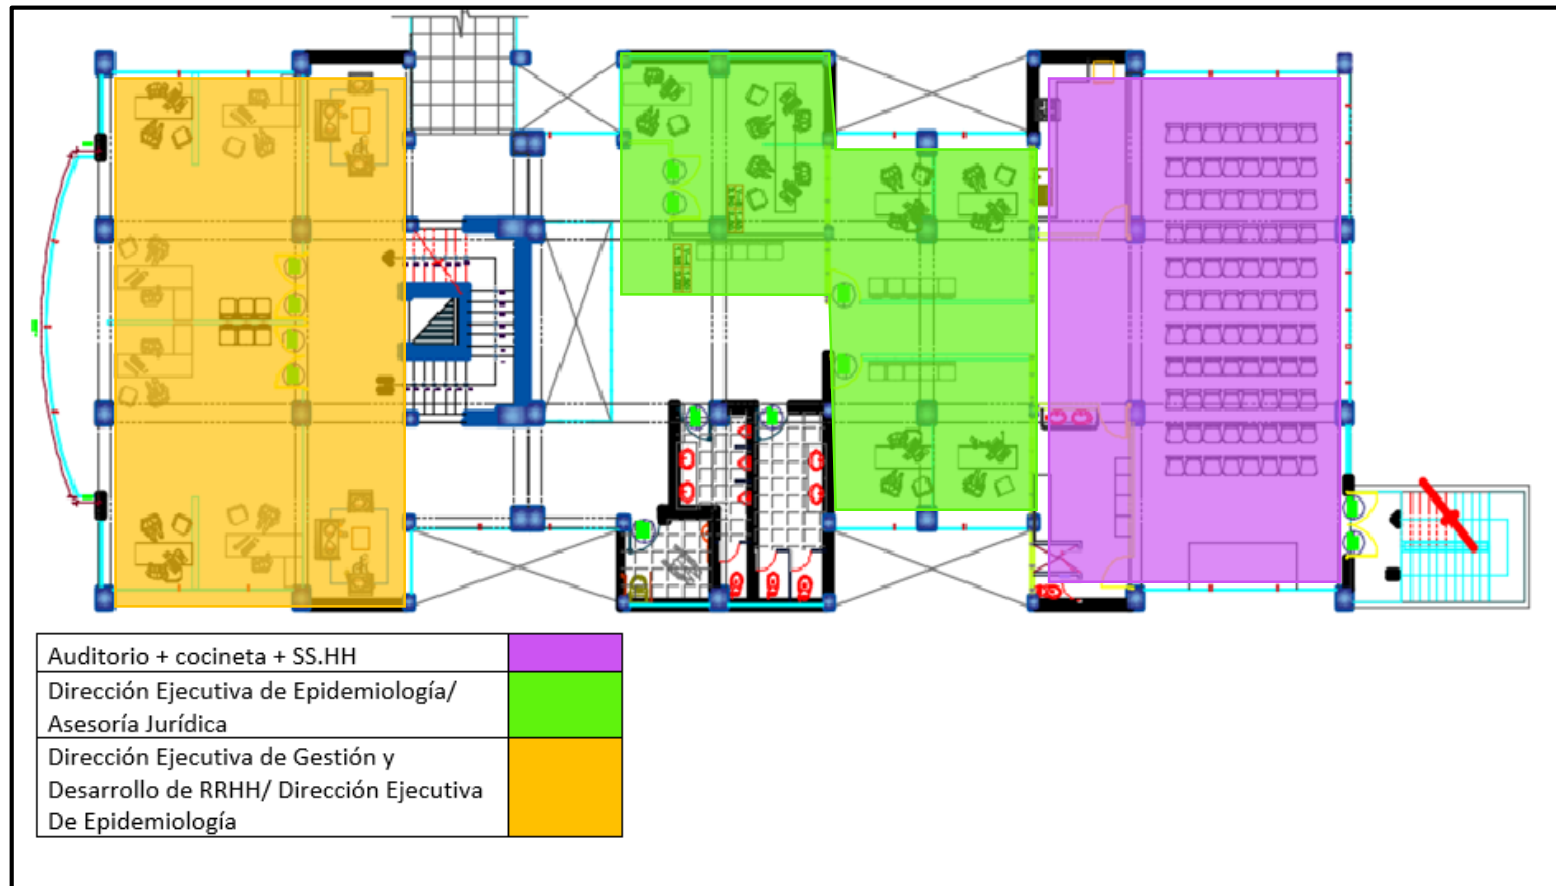 Auditorio + cocineta + SS.HH
Dirección Ejecutiva de Epidemiología/
Asesoría Jurídica
Dirección Ejecutiva de Gestión y
Desarrollo de RRHH/ Dirección Ejecutiva
De Epidemiología